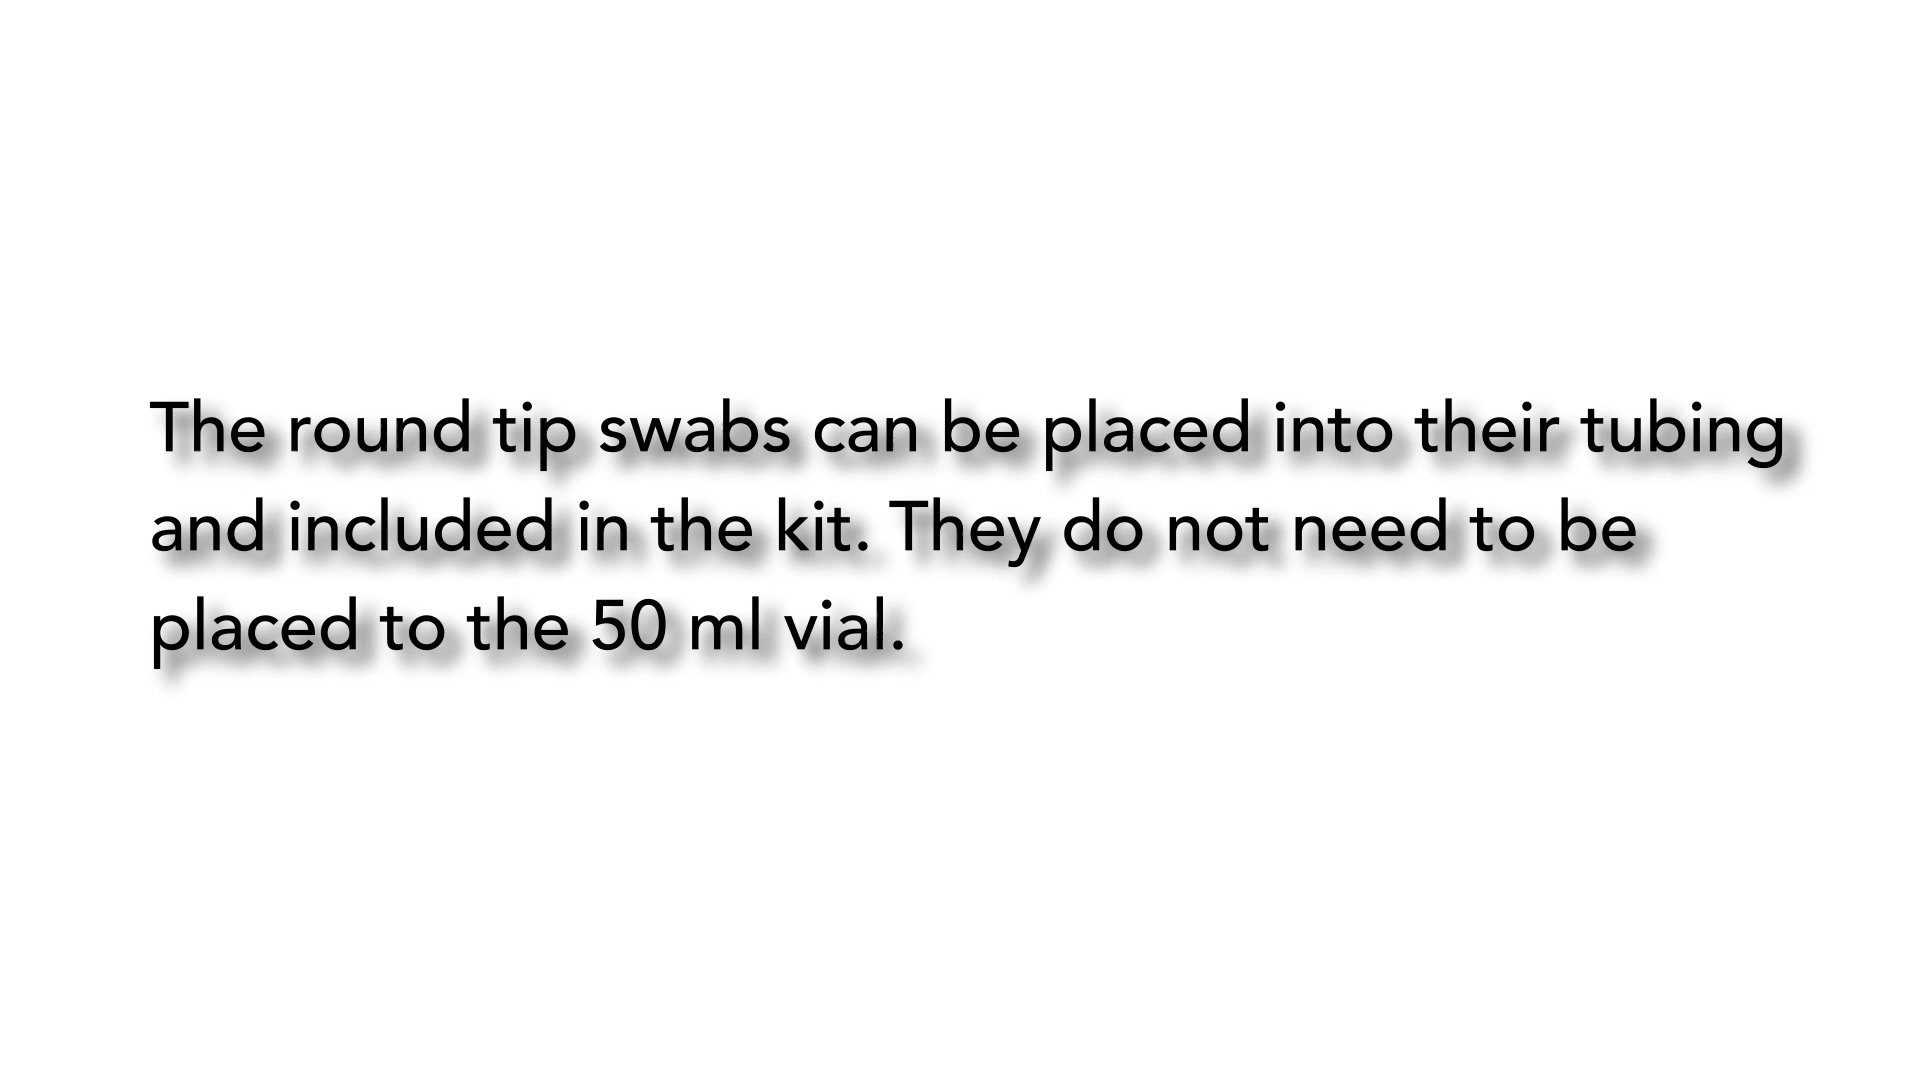 The round tip swabs can be placed into their tubing
and included in the kit. They do not need to be
placed to the 50 ml vial.